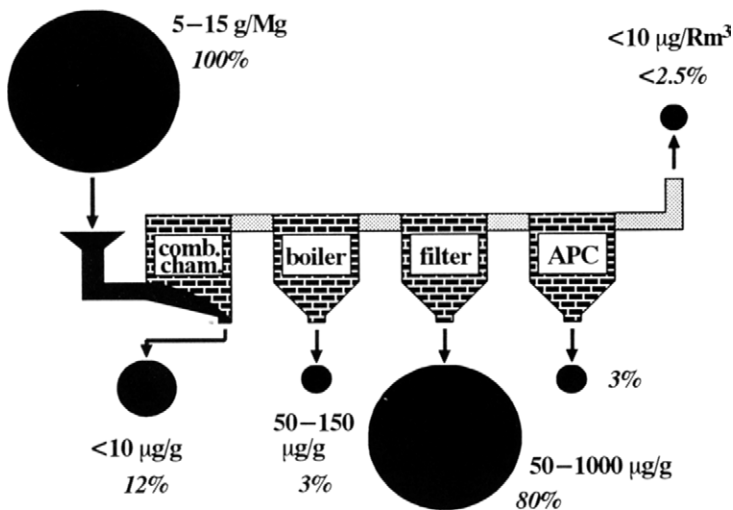 5–15 g/Mg
100%
<10 µg/Rm³
<2.5%
comb.
cham.
boiler
filter
APC
<10 µg/g
12%
50–150
µg/g
3%
50–1000 µg/g
80%
3%